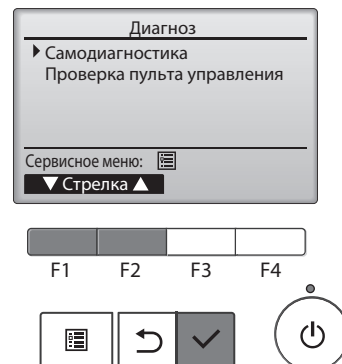 Диагноз
Самодиагностика
Проверка пульта управления
Сервисное меню:
▼ Стрелка ▲
F1 F2 F3 F4